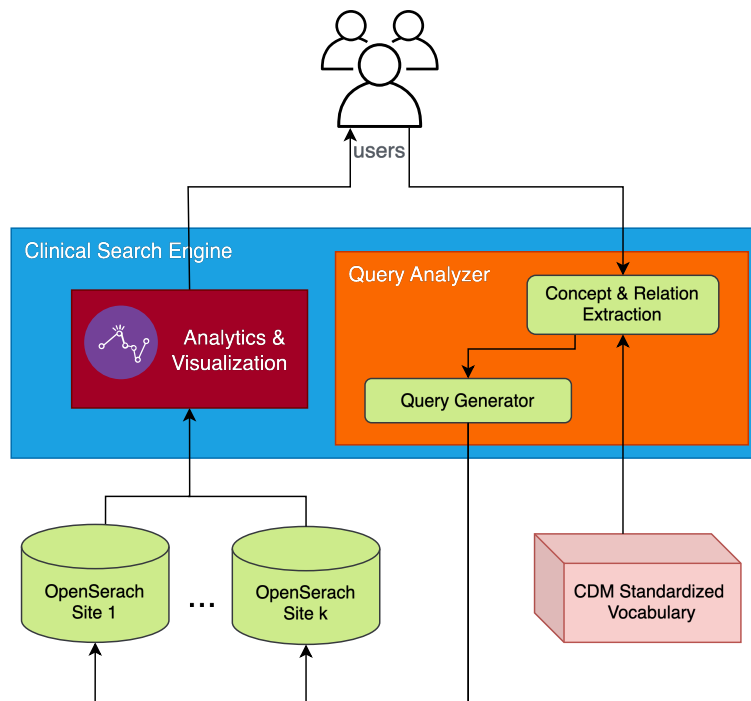 users
Clinical Search Engine
Query Analyzer
Concept & Relation
Extraction
Analytics &
Visualization
Query Generator
OpenSerach
Site 1
...
OpenSerach
Site k
CDM Standardized
Vocabulary